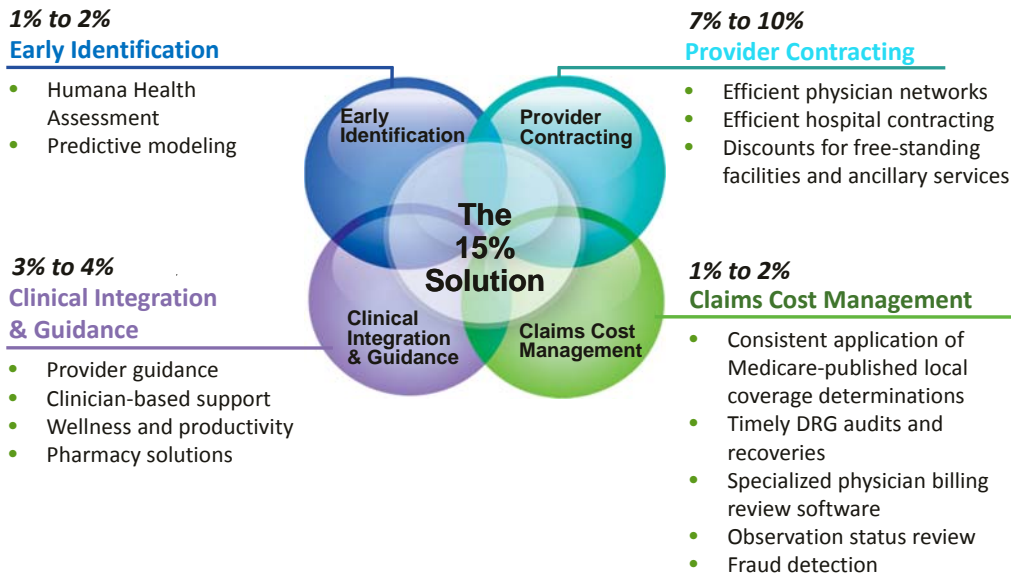 1% to 2%
Early Identification
• Humana Health
Assessment
• Predictive modeling
7% to 10%
Provider Contracting
• Efficient physician networks
• Efficient hospital contracting
• Discounts for free-standing
facilities and ancillary services
Early
Identification
Provider
Contracting
The
15%
Solution
Clinical
Integration
& Guidance
Claims Cost
Management
3% to 4%
Clinical Integration
& Guidance
• Provider guidance
• Clinician-based support
• Wellness and productivity
• Pharmacy solutions
1% to 2%
Claims Cost Management
• Consistent application of
Medicare-published local
coverage determinations
• Timely DRG audits and
recoveries
• Specialized physician billing
review software
• Observation status review
• Fraud detection